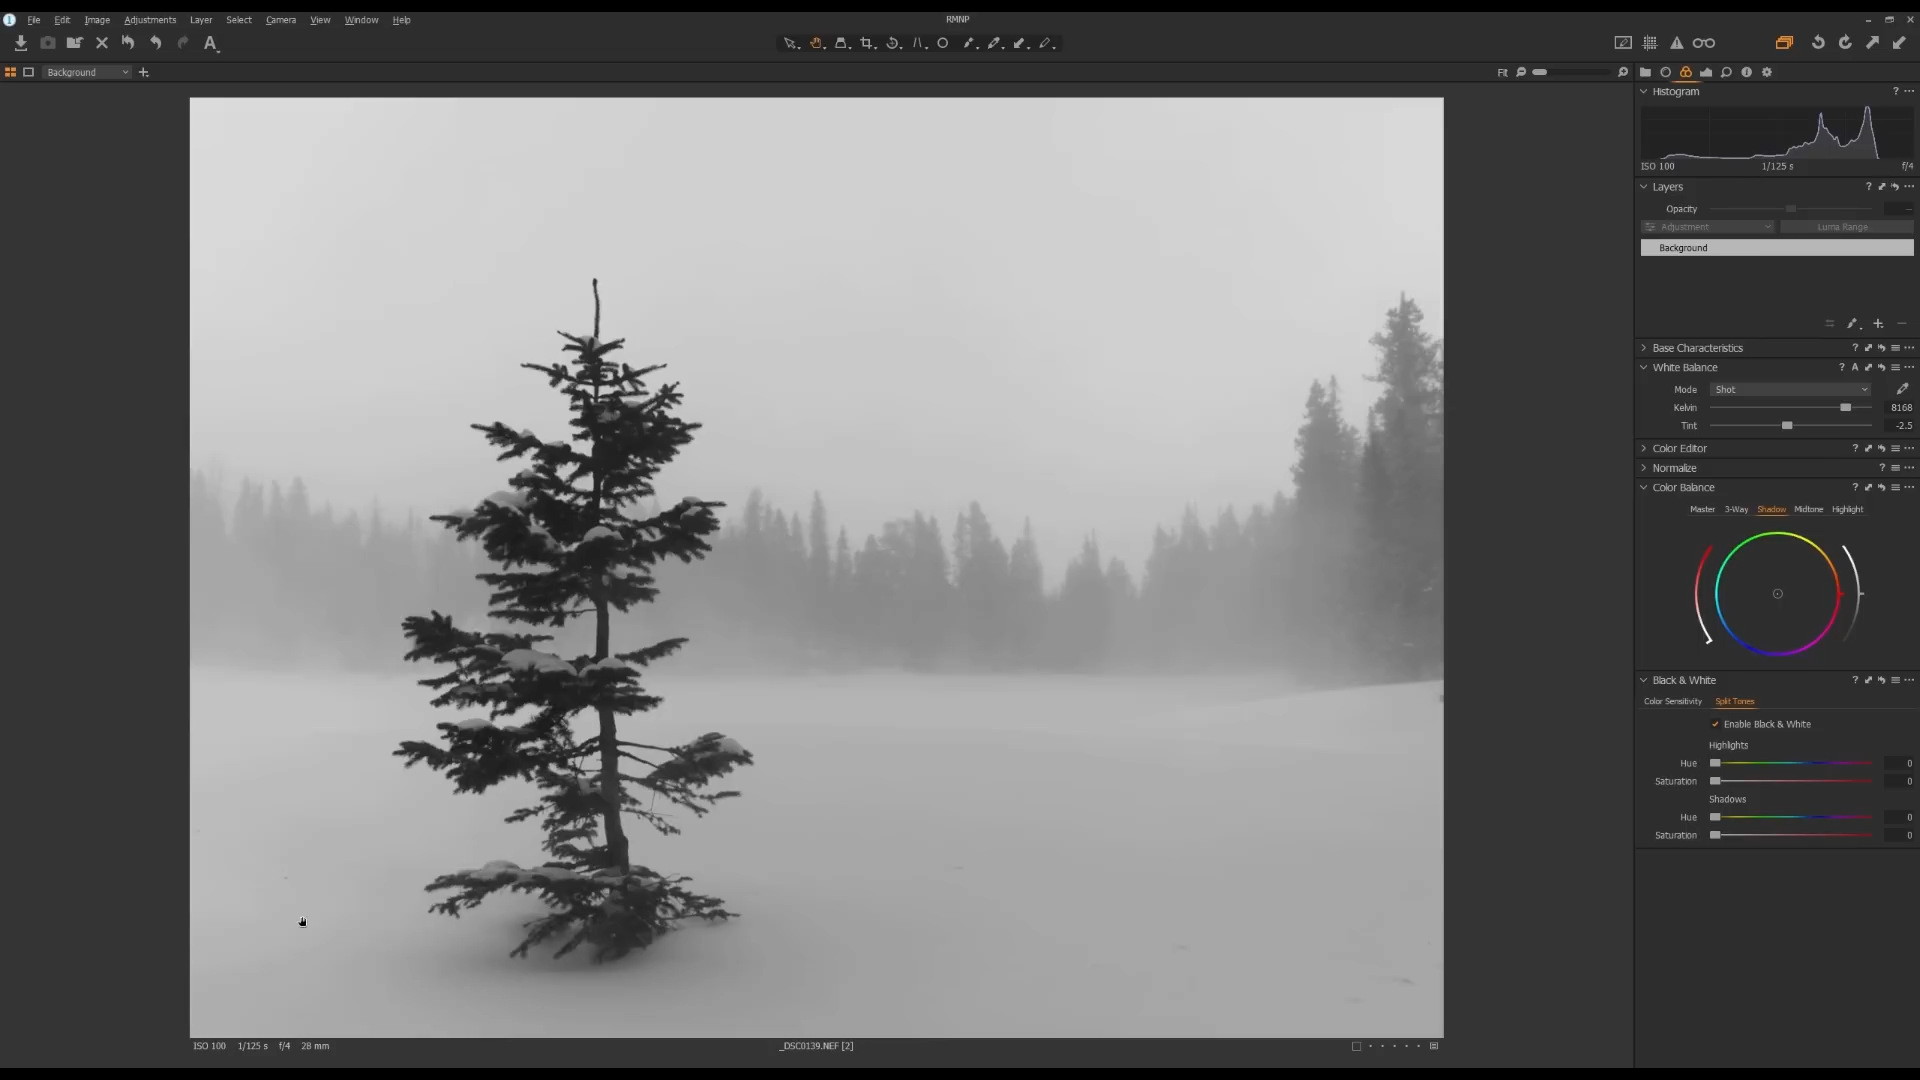 File Edit Image Adjustments Layer Select Camera View Window Help
RMNP
Background
Fit
Histogram
ISO 100 1/125 s f/4
Layers
Opacity
Adjustment Luma Range
Background
Base Characteristics
White Balance
Mode Shot
Kelvin 8168
Tint -2.5
Color Editor
Normalize
Color Balance
Master 3-Way Shadow Midtone Highlight
Black & White
Color Sensitivity Split Tones
Enable Black & White
Highlights
Hue 0
Saturation 0
Shadows
Hue 0
Saturation 0
ISO 100 1/125 s f/4 28 mm
_DSC0139.NEF [2]